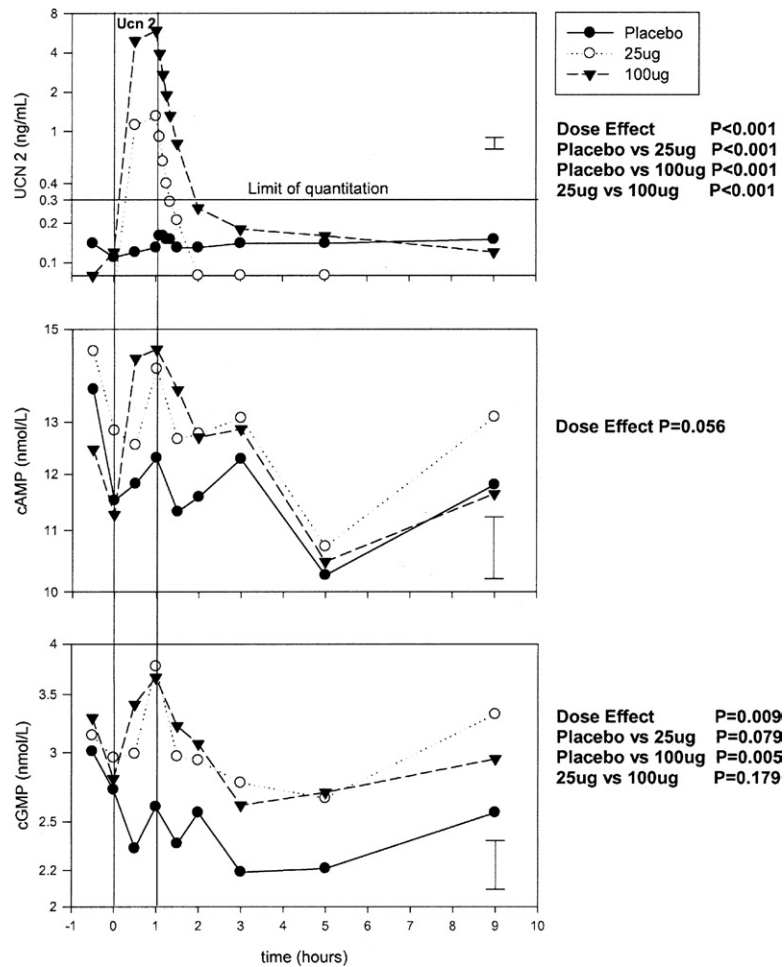 Ucn 2
8
4
2
1
0.4
0.3
0.2
0.1
UCN 2 (ng/mL)
Limit of quantitation
Placebo
25ug
100ug
Dose Effect P<0.001
Placebo vs 25ug P<0.001
Placebo vs 100ug P<0.001
25ug vs 100ug P<0.001
15
13
12
11
10
cAMP (nmol/L)
Dose Effect P=0.056
4
3.5
3
2.5
2.2
2
cGMP (nmol/L)
Dose Effect P=0.009
Placebo vs 25ug P=0.079
Placebo vs 100ug P=0.005
25ug vs 100ug P=0.179
-1 0 1 2 3 4 5 6 7 8 9 10
time (hours)